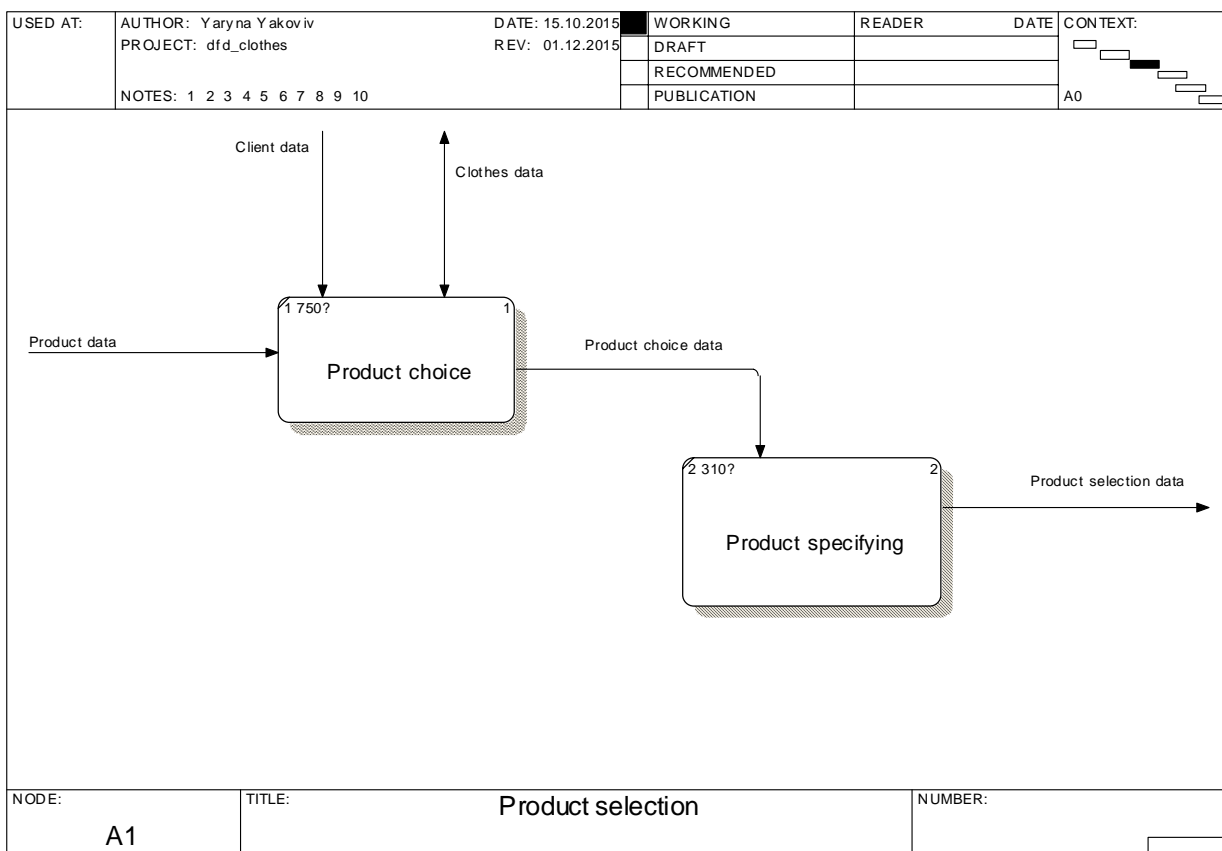 USED AT:
AUTHOR: Yaryna Yakoviv
DATE: 15.10.2015
WORKING
READER
DATE
CONTEXT:
PROJECT: dfd_clothes
REV: 01.12.2015
DRAFT
RECOMMENDED
NOTES: 1 2 3 4 5 6 7 8 9 10
PUBLICATION
A0
Client data
Clothes data
1 750?
1
Product data
Product choice data
Product choice
2 310?
2
Product selection data
Product specifying
NODE:
TITLE:
Product selection
NUMBER:
A1